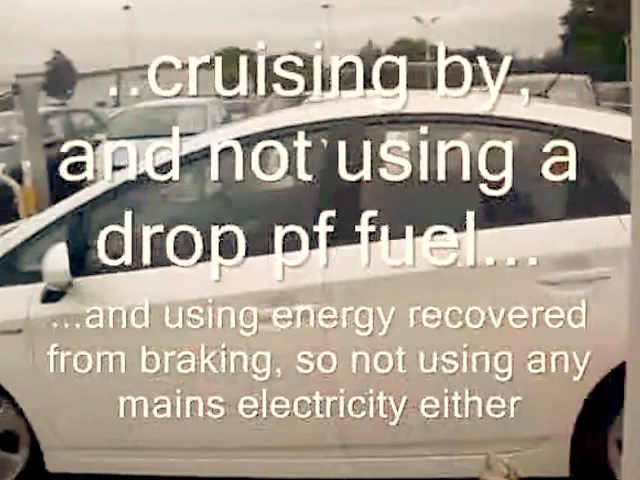 ..cruising by,
and not using a
drop pf fuel...
...and using energy recovered
from braking, so not using any
mains electricity either